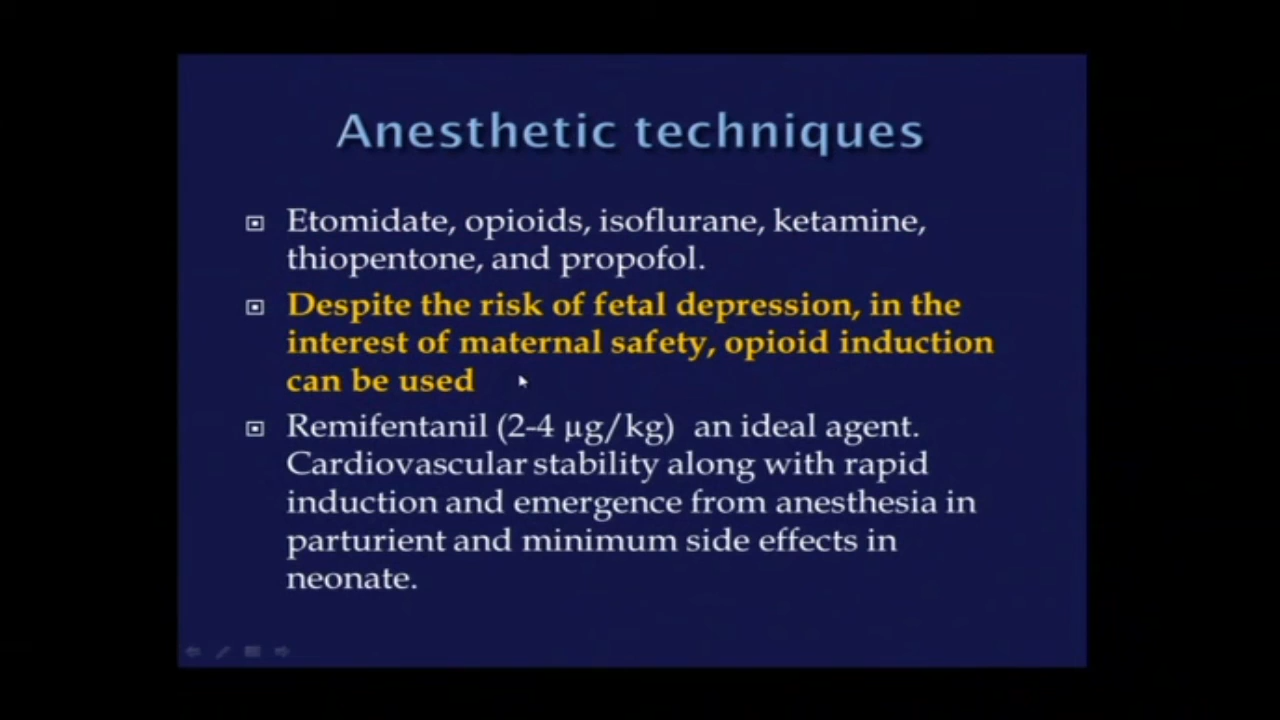 Anesthetic techniques
Etomidate, opioids, isoflurane, ketamine,
thiopentone, and propofol.
Despite the risk of fetal depression, in the
interest of maternal safety, opioid induction
can be used
Remifentanil (2-4 µg/kg) an ideal agent.
Cardiovascular stability along with rapid
induction and emergence from anesthesia in
parturient and minimum side effects in
neonate.